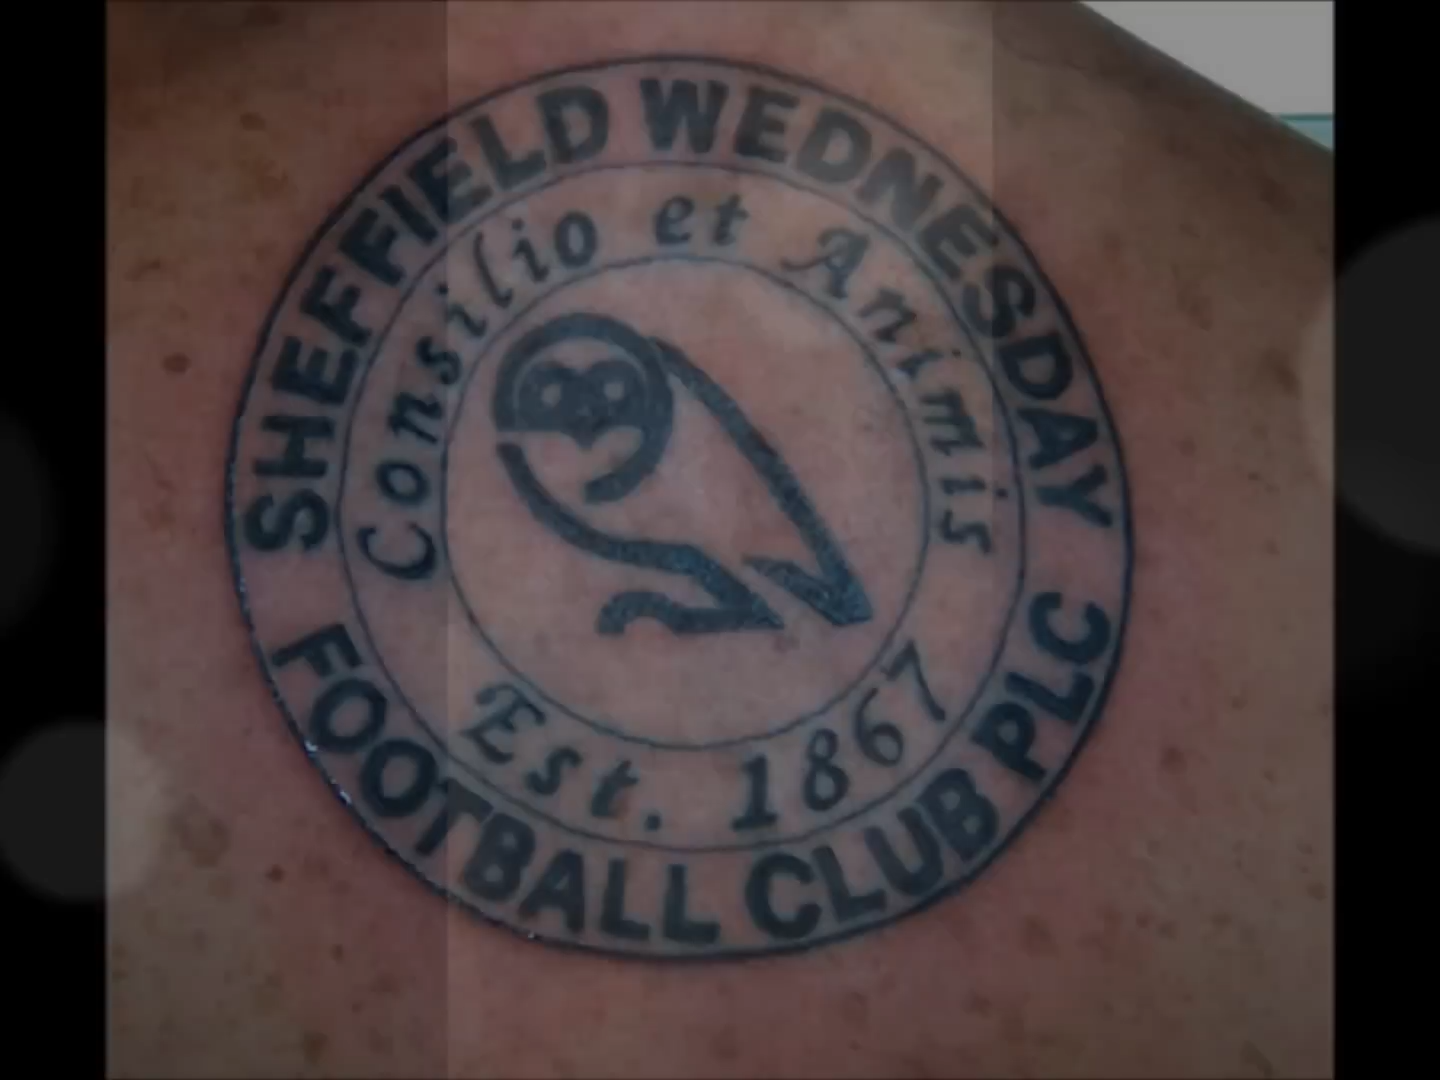 SHEFFIELD WEDNESDAY
Consilio et Animis
Est. 1867
FOOTBALL CLUB PLC